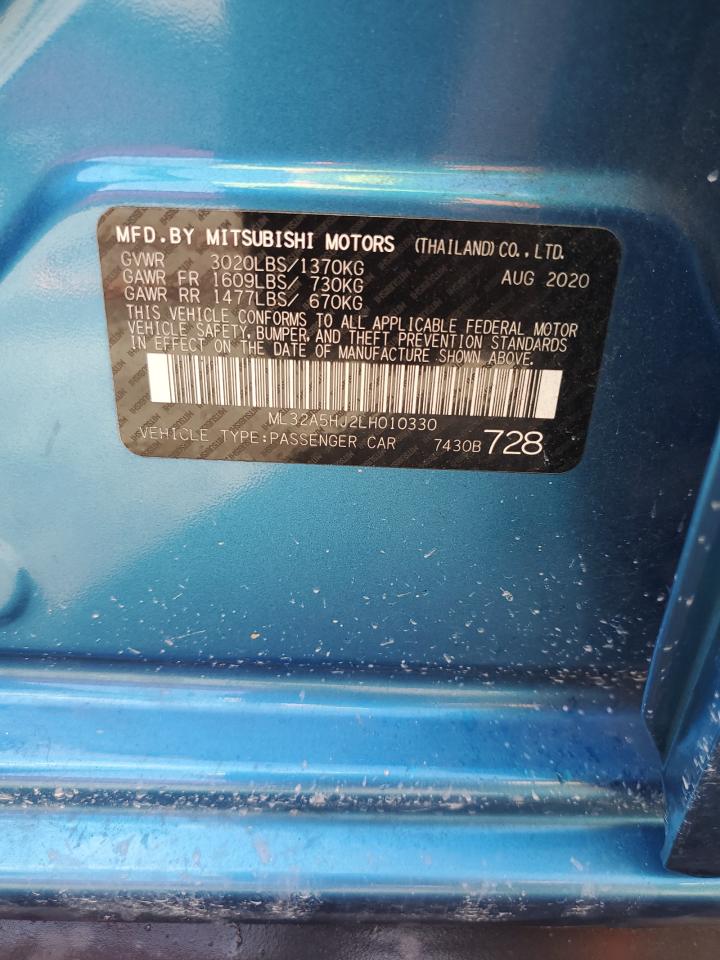 MFD.BY MITSUBISHI MOTORS (THAILAND) CO., LTD.
GVWR 3020LBS/1370KG AUG 2020
GAWR FR 1609LBS/ 730KG
GAWR RR 1477LBS/ 670KG
THIS VEHICLE CONFORMS TO ALL APPLICABLE FEDERAL MOTOR
VEHICLE SAFETY, BUMPER, AND THEFT PREVENTION STANDARDS
IN EFFECT ON THE DATE OF MANUFACTURE SHOWN ABOVE.
ML32A5HJ2LH010330
VEHICLE TYPE:PASSENGER CAR 7430B 728